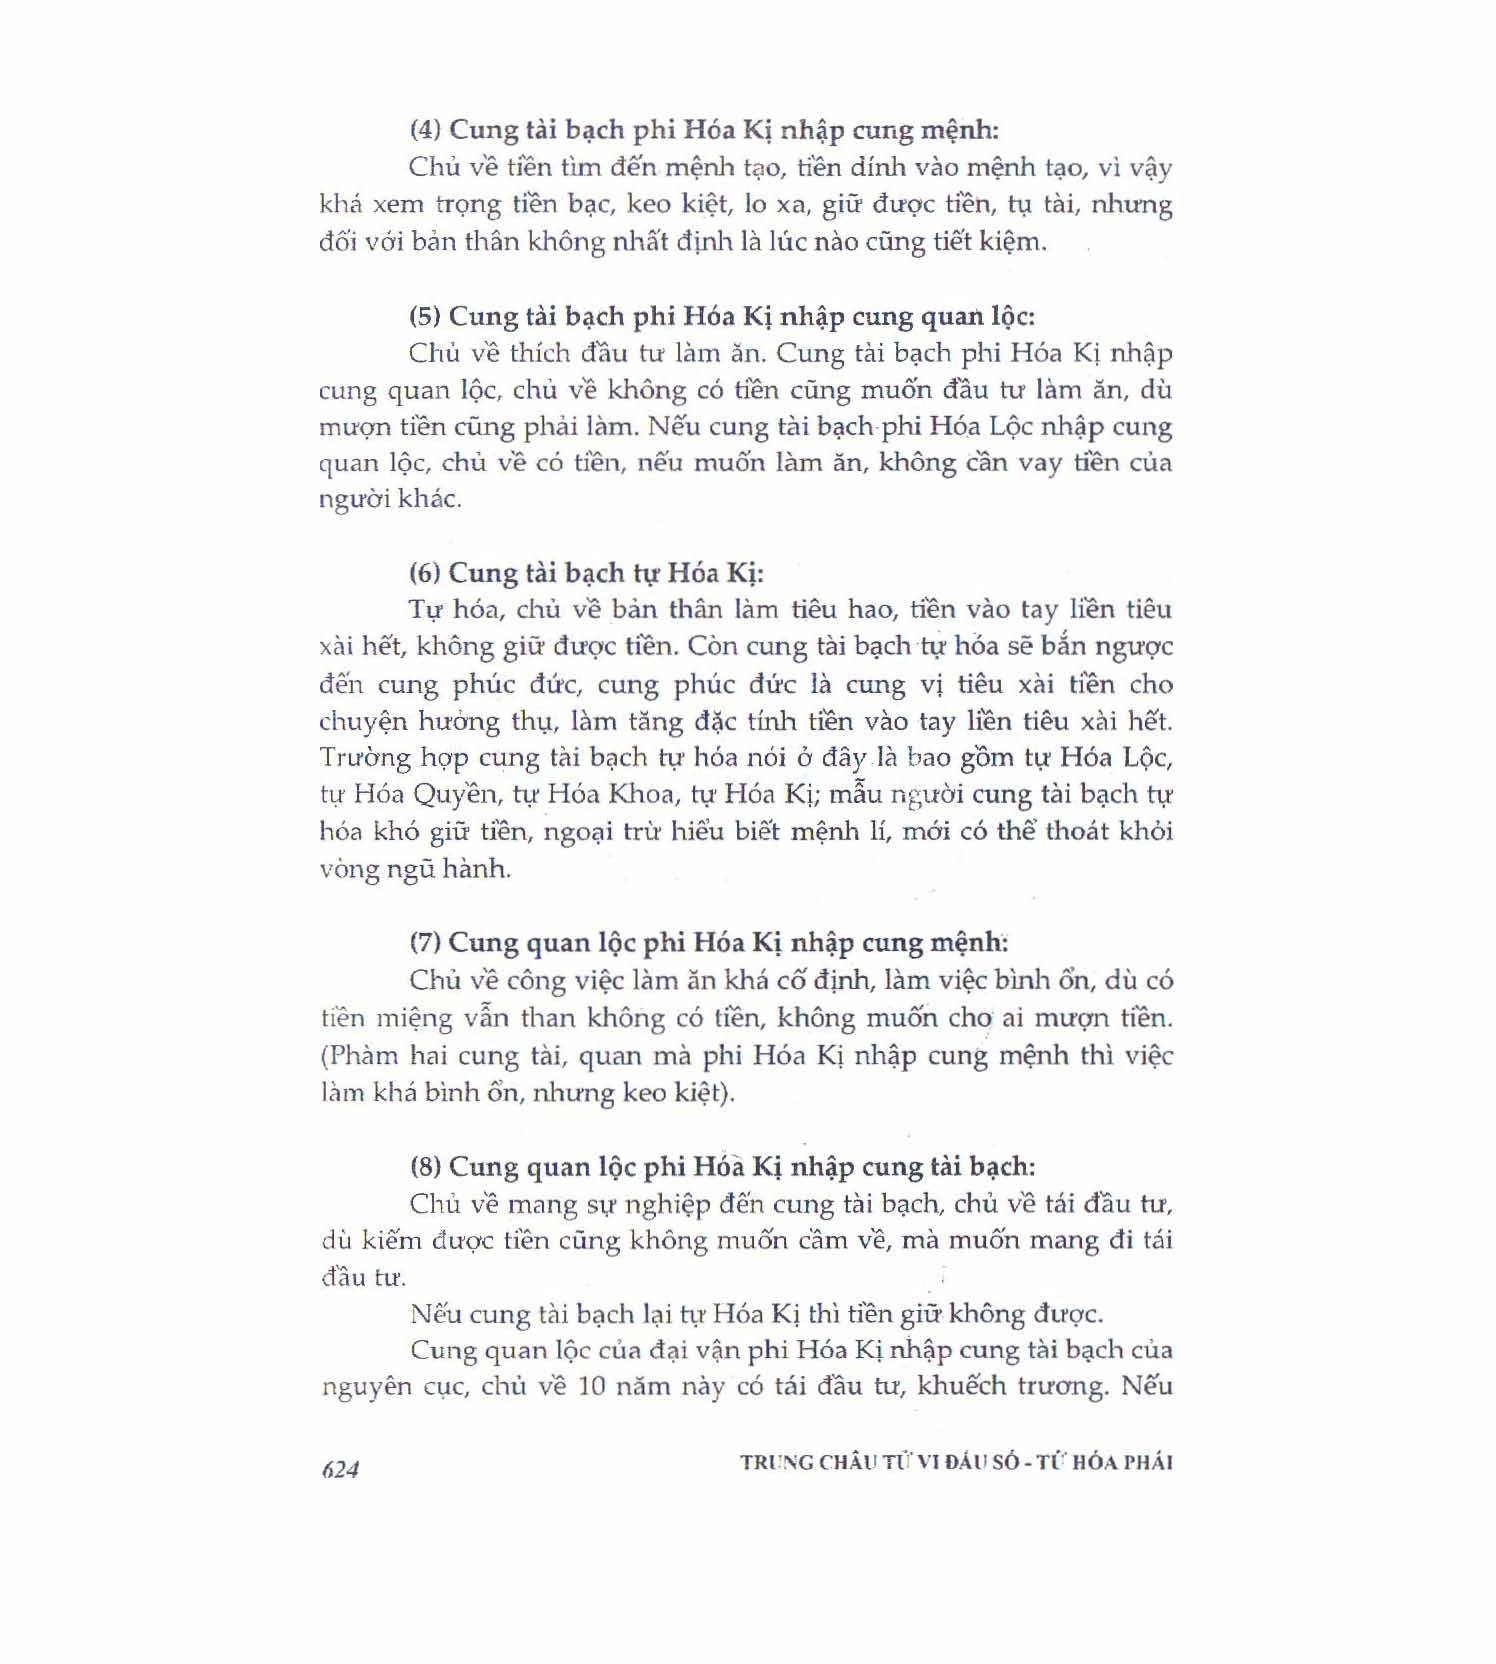 (4) Cung tài bạch phi Hóa Kị nhập cung mệnh:
Chủ về tiền tìm đến mệnh tạo, tiền dính vào mệnh tạo, vì vậy
khá xem trọng tiền bạc, keo kiệt, lo xa, giữ được tiền, tụ tài, nhưng
đối với bản thân không nhất định là lúc nào cũng tiết kiệm.
(5) Cung tài bạch phi Hóa Kị nhập cung quan lộc:
Chủ về thích đầu tư làm ăn. Cung tài bạch phi Hóa Kị nhập
cung quan lộc, chủ về không có tiền cũng muốn đầu tư làm ăn, dù
mượn tiền cũng phải làm. Nếu cung tài bạch phi Hóa Lộc nhập cung
quan lộc, chủ về có tiền, nếu muốn làm ăn, không cần vay tiền của
người khác.
(6) Cung tài bạch tự Hóa Kị:
Tự hóa, chủ về bản thân làm tiêu hao, tiền vào tay liền tiêu
xài hết, không giữ được tiền. Còn cung tài bạch tự hóa sẽ bắn ngược
đến cung phúc đức, cung phúc đức là cung vị tiêu xài tiền cho
chuyện hưởng thụ, làm tăng đặc tính tiền vào tay liền tiêu xài hết.
Trường hợp cung tài bạch tự hóa nói ở đây là bao gồm tự Hóa Lộc,
tự Hóa Quyền, tự Hóa Khoa, tự Hóa Kị; mẫu người cung tài bạch tự
hóa khó giữ tiền, ngoại trừ hiểu biết mệnh lí, mới có thể thoát khỏi
vòng ngũ hành.
(7) Cung quan lộc phi Hóa Kị nhập cung mệnh:
Chủ về công việc làm ăn khá cố định, làm việc bình ổn, dù có
tiền miệng vẫn than không có tiền, không muốn cho ai mượn tiền.
(Phàm hai cung tài, quan mà phi Hóa Kị nhập cung mệnh thì việc
làm khá bình ổn, nhưng keo kiệt).
(8) Cung quan lộc phi Hóa Kị nhập cung tài bạch:
Chủ về mang sự nghiệp đến cung tài bạch, chủ về tái đầu tư,
dù kiếm được tiền cũng không muốn cầm về, mà muốn mang đi tái
đầu tư.
Nếu cung tài bạch lại tự Hóa Kị thì tiền giữ không được.
Cung quan lộc của đại vận phi Hóa Kị nhập cung tài bạch của
nguyên cục, chủ về 10 năm này có tái đầu tư, khuếch trương. Nếu
624
TRUNG CHÂU TỬ VI ĐẨU SỐ - TỨ HÓA PHÁI